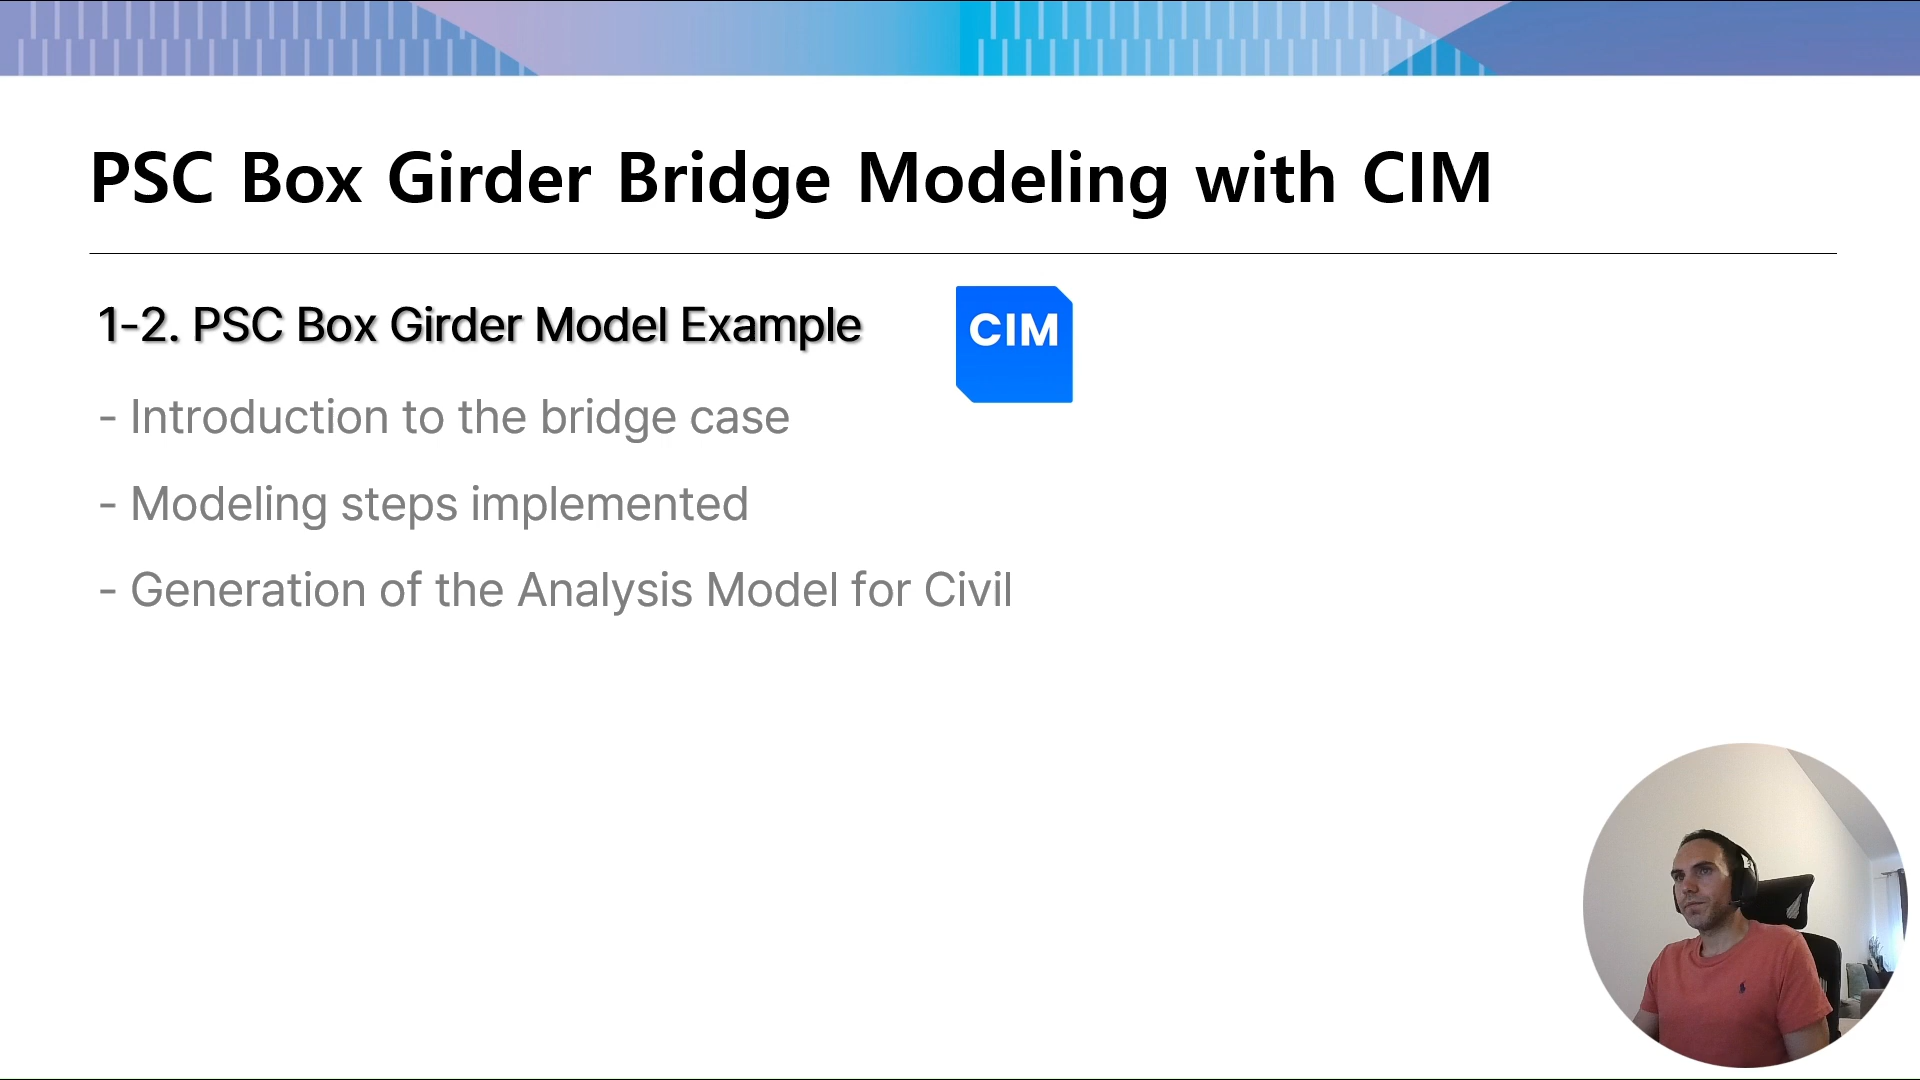 PSC Box Girder Bridge Modeling with CIM
1-2. PSC Box Girder Model Example
CIM
- Introduction to the bridge case
- Modeling steps implemented
- Generation of the Analysis Model for Civil